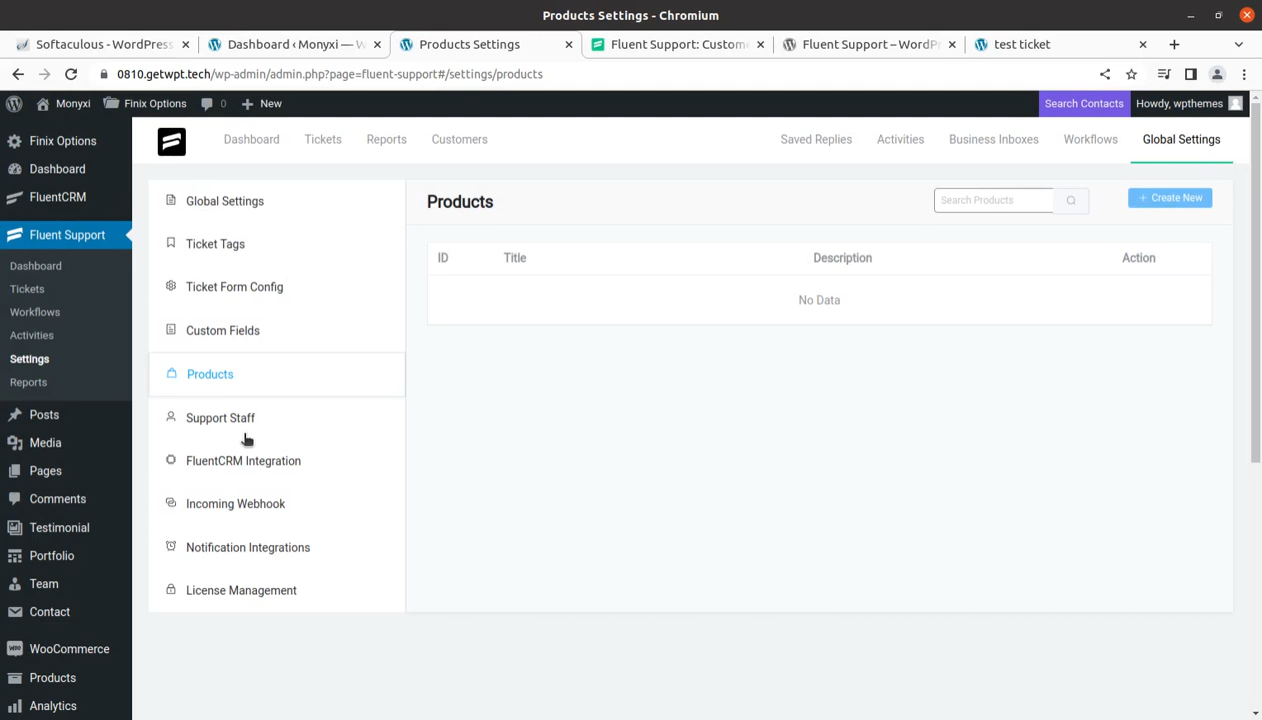 Products Settings - Chromium
Softaculous - WordPress
Dashboard ‹ Monyxi — W
Products Settings
Fluent Support: Custom
Fluent Support – WordPr
test ticket
0810.getwpt.tech/wp-admin/admin.php?page=fluent-support#/settings/products
Monyxi
Finix Options
0
New
Search Contacts
Howdy, wpthemes
Finix Options
Dashboard
FluentCRM
Fluent Support
Dashboard
Tickets
Workflows
Activities
Settings
Reports
Posts
Media
Pages
Comments
Testimonial
Portfolio
Team
Contact
WooCommerce
Products
Analytics
Dashboard
Tickets
Reports
Customers
Saved Replies
Activities
Business Inboxes
Workflows
Global Settings
Global Settings
Ticket Tags
Ticket Form Config
Custom Fields
Products
Support Staff
FluentCRM Integration
Incoming Webhook
Notification Integrations
License Management
Products
Search Products
+ Create New
ID Title Description Action
No Data